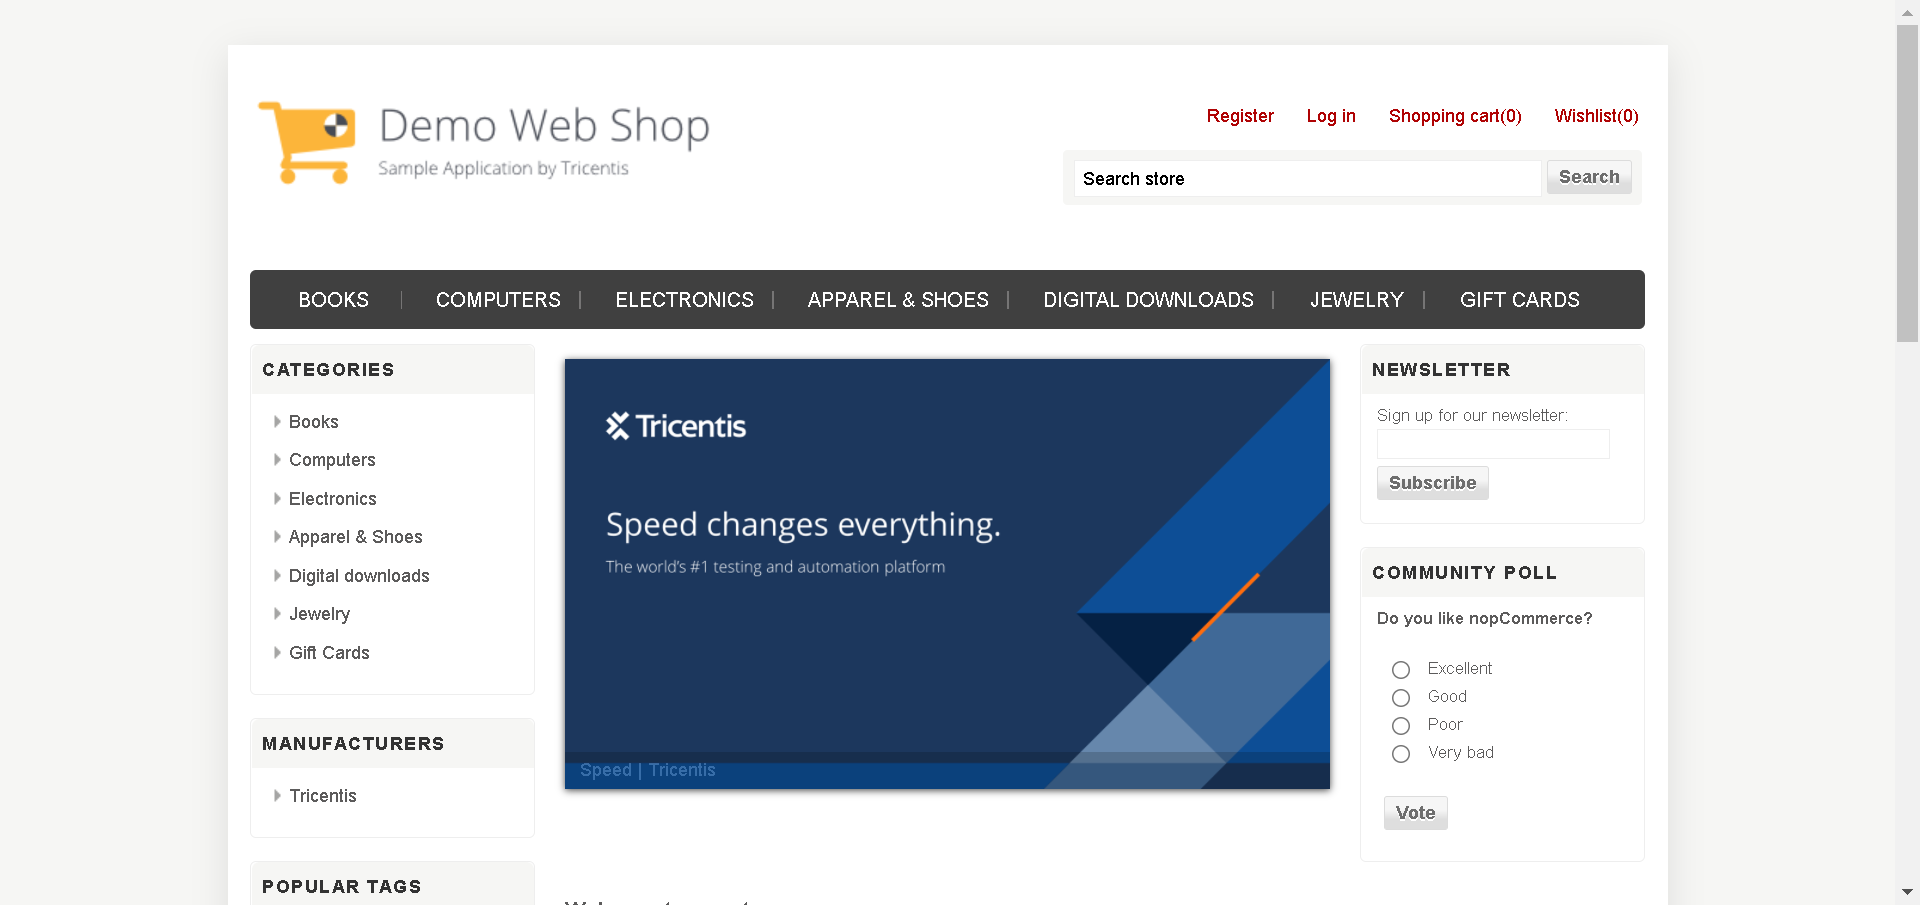 Demo Web Shop
Sample Application by Tricentis
Register Log in Shopping cart(0) Wishlist(0)
Search store Search
BOOKS COMPUTERS ELECTRONICS APPAREL & SHOES DIGITAL DOWNLOADS JEWELRY GIFT CARDS
CATEGORIES
Books
Computers
Electronics
Apparel & Shoes
Digital downloads
Jewelry
Gift Cards
MANUFACTURERS
Tricentis
POPULAR TAGS
Tricentis
Speed changes everything.
The world's #1 testing and automation platform
Speed | Tricentis
NEWSLETTER
Sign up for our newsletter:
Subscribe
COMMUNITY POLL
Do you like nopCommerce?
Excellent
Good
Poor
Very bad
Vote